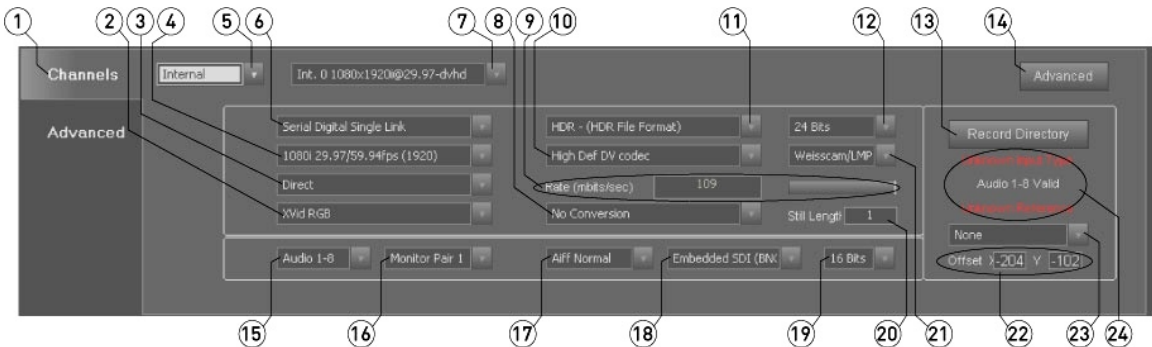 1 2 3 4 5 6 7 8 9 10 11 12 13 14
Channels Internal Int. 0 1080x1920i@29.97-dvhd Advanced
Advanced Serial Digital Single Link HDR - (HDR File Format) 24 Bits Record Directory
1080i 29.97/59.94fps (1920) High Def DV codec Weisscam/LMP
Direct Rate (mbits/sec) 109 Audio 1-8 Valid
XVid RGB No Conversion Still Lengtl 1
None
Audio 1-8 Monitor Pair 1 Aiff Normal Embedded SDI (BNC 16 Bits Offset X -204 Y -102
15 16 17 18 19 20 21 22 23 24